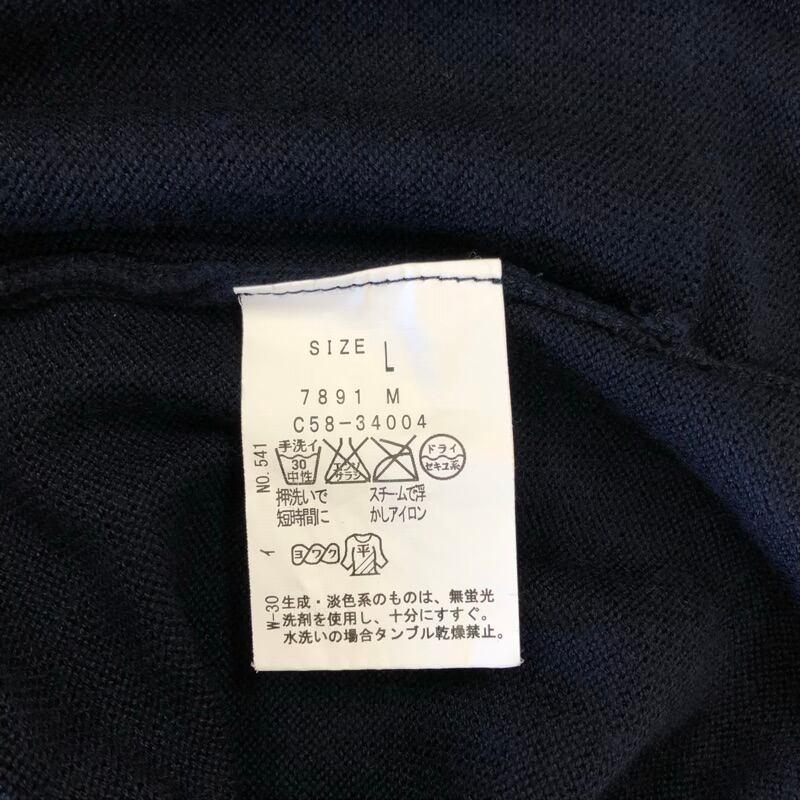 SIZE L
7891 M
C58-34004
NO.541
手洗イ
30
中性
エンソ
サラシ
ドライ
セキユ系
押洗いで
短時間に
スチームで浮
かしアイロン
イ
ヨワク
平
W-30
生成・淡色系のものは、無蛍光
洗剤を使用し、十分にすすぐ。
水洗いの場合タンブル乾燥禁止。